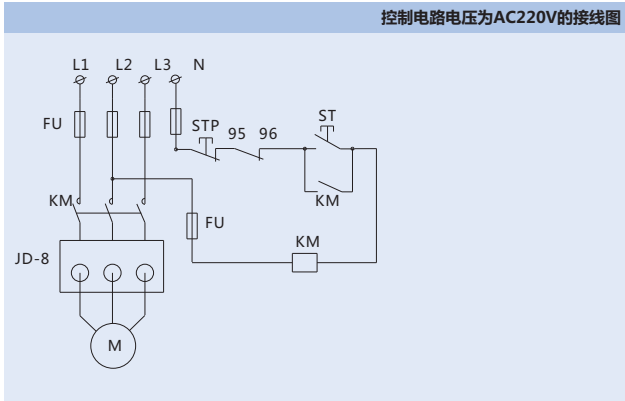 控制电路电压为AC220V的接线图
L1 L2 L3 N
FU STP 95 96 ST
KM KM
FU
KM
JD-8
M